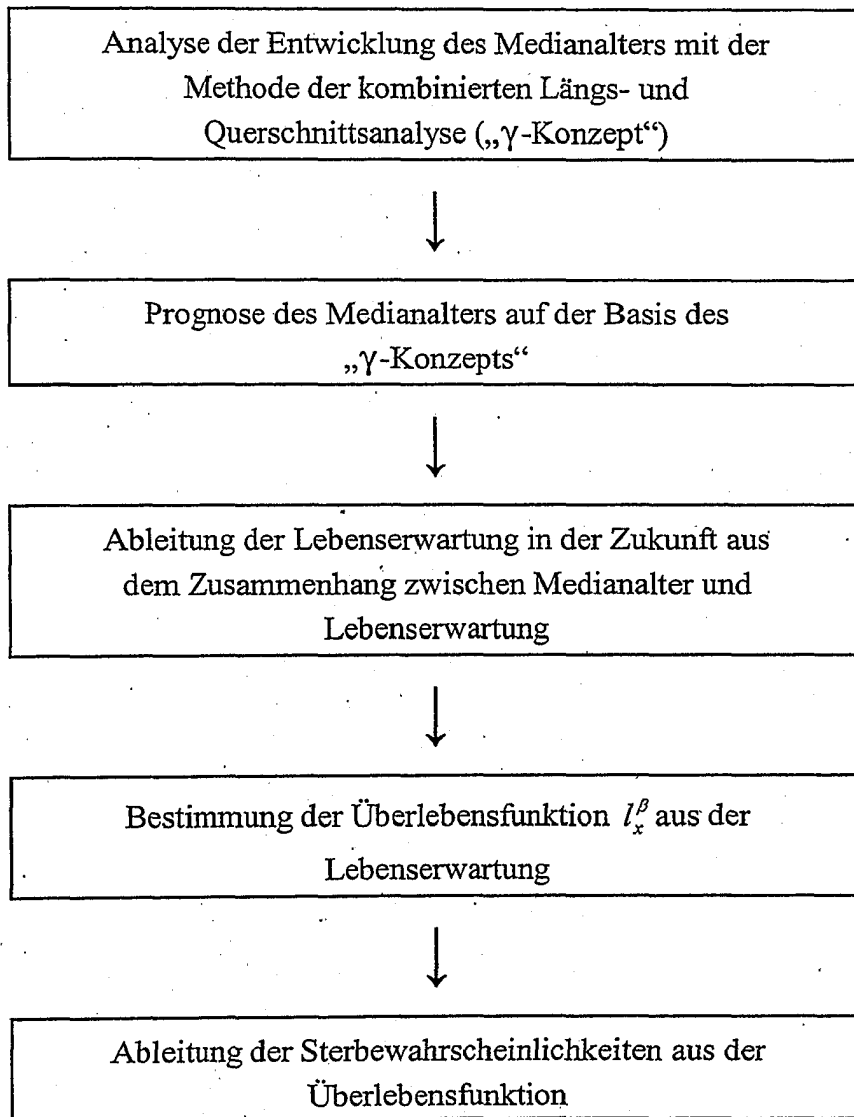 Analyse der Entwicklung des Medianalters mit der
Methode der kombinierten Längs- und
Querschnittsanalyse („γ-Konzept“)
↓
Prognose des Medianalters auf der Basis des
„γ-Konzepts“
↓
Ableitung der Lebenserwartung in der Zukunft aus
dem Zusammenhang zwischen Medianalter und
Lebenserwartung
↓
Bestimmung der Überlebensfunktion $l_x^\beta$ aus der
Lebenserwartung
↓
Ableitung der Sterbewahrscheinlichkeiten aus der
Überlebensfunktion